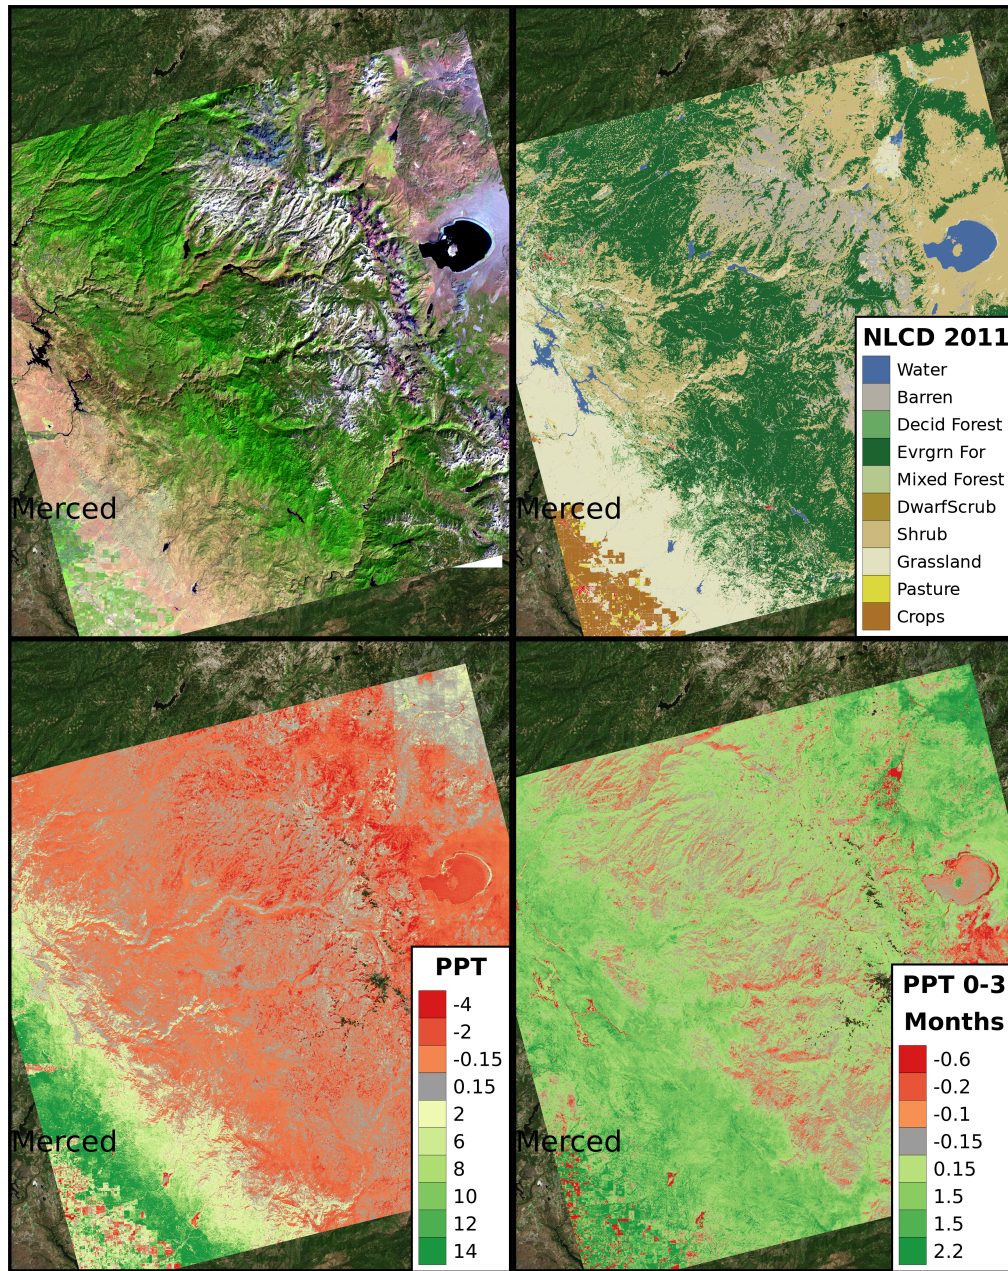 NLCD 2011
Water
Barren
Decid Forest
Evrgrn For
Mixed Forest
DwarfScrub
Shrub
Grassland
Pasture
Crops
Merced
Merced
PPT
-4
-2
-0.15
0.15
2
6
8
10
12
14
Merced
PPT 0-3
Months
-0.6
-0.2
-0.1
-0.15
0.15
1.5
1.5
2.2
Merced